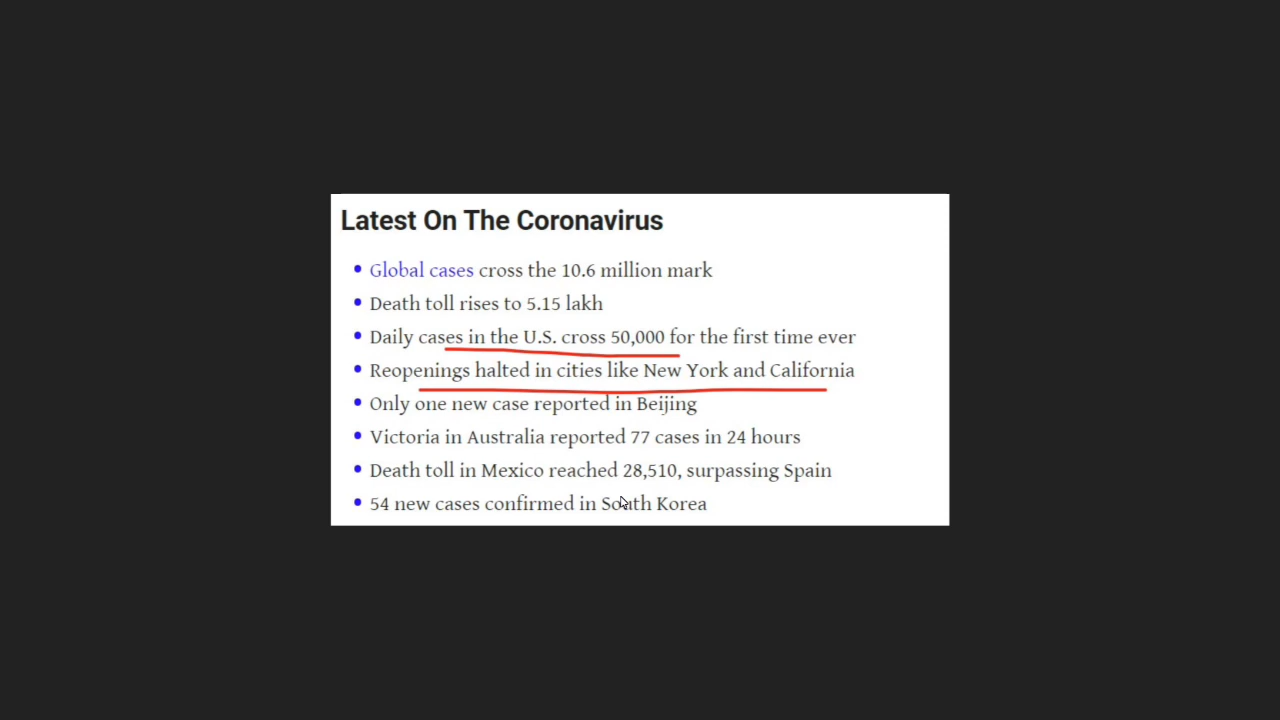 Latest On The Coronavirus
• Global cases cross the 10.6 million mark
• Death toll rises to 5.15 lakh
• Daily cases in the U.S. cross 50,000 for the first time ever
• Reopenings halted in cities like New York and California
• Only one new case reported in Beijing
• Victoria in Australia reported 77 cases in 24 hours
• Death toll in Mexico reached 28,510, surpassing Spain
• 54 new cases confirmed in South Korea